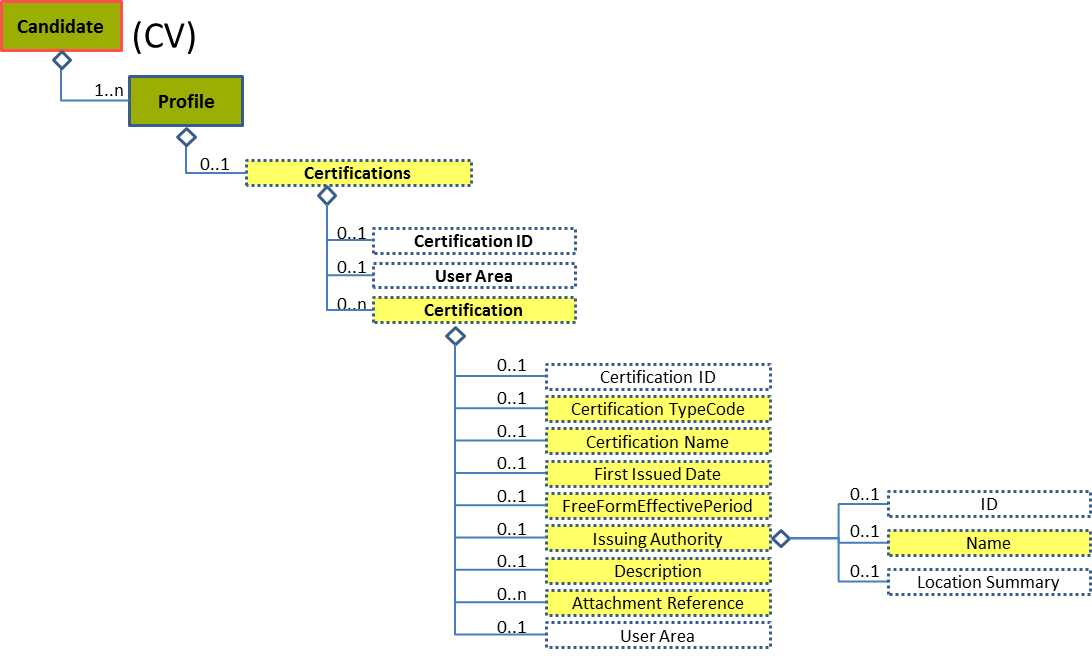 Candidate (CV)
1..n Profile
0..1 Certifications
0..1 Certification ID
0..1 User Area
0..n Certification
0..1 Certification ID
0..1 Certification TypeCode
0..1 Certification Name
0..1 First Issued Date
0..1 FreeFormEffectivePeriod
0..1 ID
0..1 Issuing Authority
0..1 Name
0..1 Description
0..1 Location Summary
0..n Attachment Reference
0..1 User Area